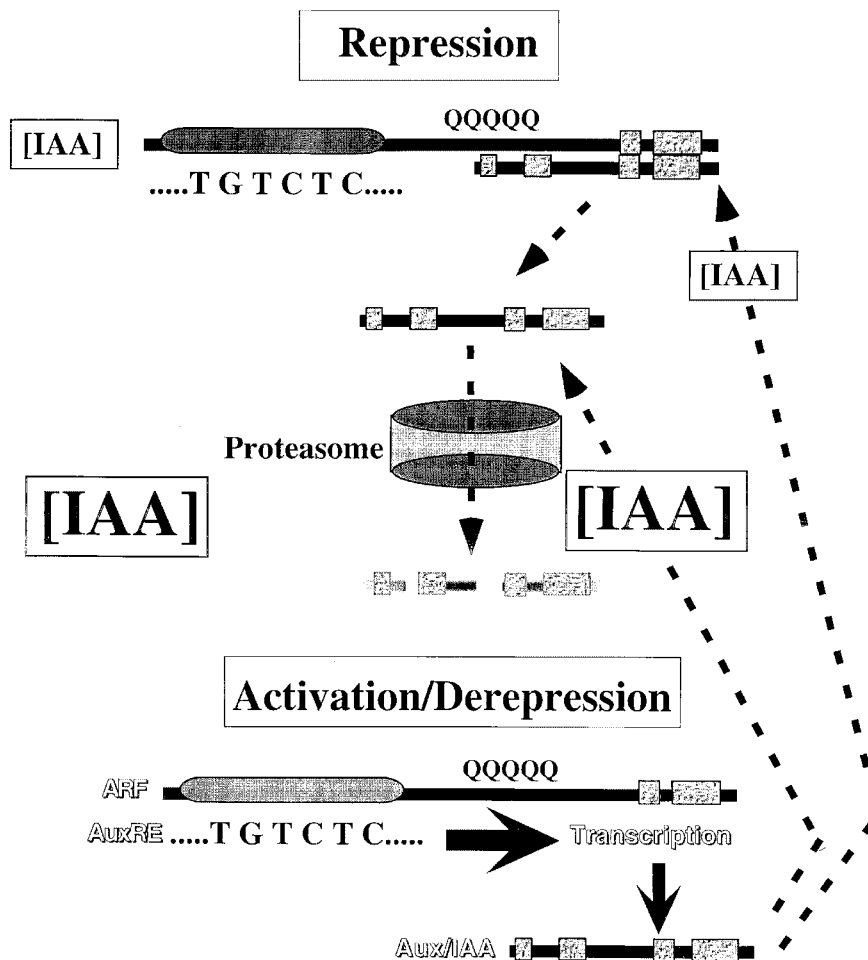 Repression
QQQQQ
[IAA]
.....T G T C T C.....
[IAA]
Proteasome
[IAA]
[IAA]
Activation/Derepression
QQQQQ
ARF
AuxRE .....T G T C T C..... Transcription
Aux/IAA